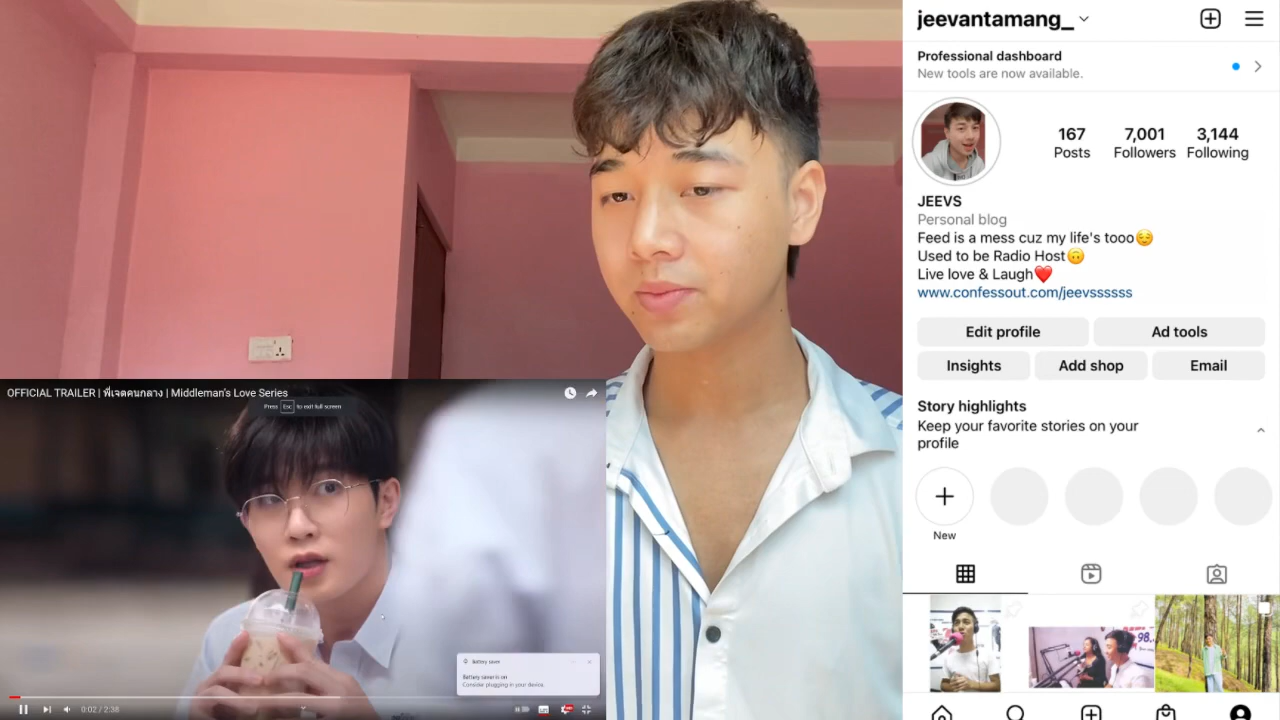 OFFICIAL TRAILER | พี่เจตคนกลาง | Middleman's Love Series
Press Esc to exit full screen
Battery saver
Battery saver is on
Consider plugging in your device.
0:02 / 2:38
jeevantamang_
Professional dashboard
New tools are now available.
167 7,001 3,144
Posts Followers Following
JEEVS
Personal blog
Feed is a mess cuz my life's tooo😌
Used to be Radio Host🙃
Live love & Laugh❤️
www.confessout.com/jeevssssss
Edit profile Ad tools
Insights Add shop Email
Story highlights
Keep your favorite stories on your
profile
New
98.